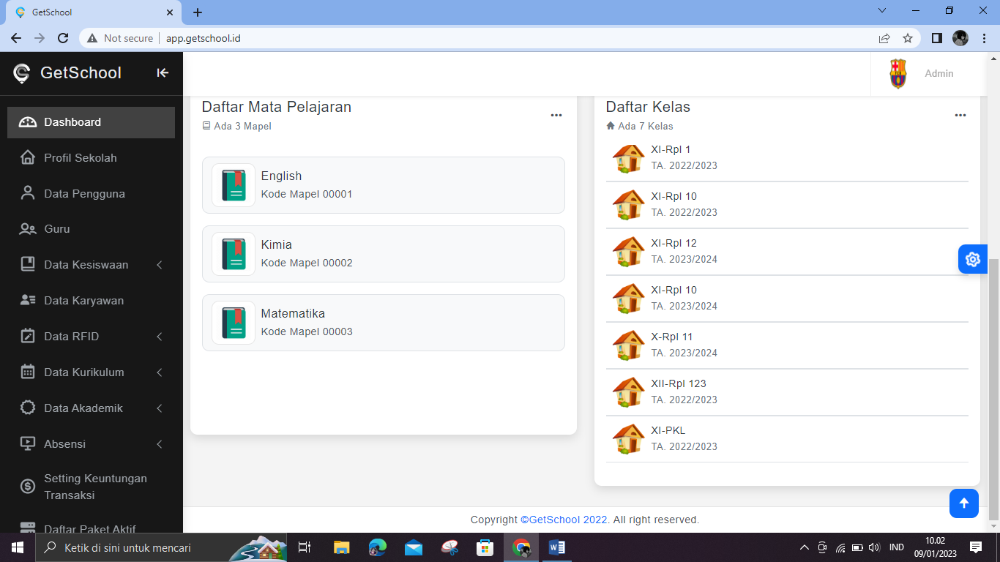 GetSchool
Not secure
app.getschool.id
GetSchool
Admin
Dashboard
Profil Sekolah
Data Pengguna
Guru
Data Kesiswaan
Data Karyawan
Data RFID
Data Kurikulum
Data Akademik
Absensi
Setting Keuntungan
Transaksi
Daftar Paket Aktif
Daftar Mata Pelajaran
Ada 3 Mapel
English
Kode Mapel 00001
Kimia
Kode Mapel 00002
Matematika
Kode Mapel 00003
Daftar Kelas
Ada 7 Kelas
XI-Rpl 1
TA. 2022/2023
XI-Rpl 10
TA. 2022/2023
XI-Rpl 12
TA. 2023/2024
XI-Rpl 10
TA. 2023/2024
X-Rpl 11
TA. 2023/2024
XII-Rpl 123
TA. 2022/2023
XI-PKL
TA. 2022/2023
Copyright ©GetSchool 2022. All right reserved.
Ketik di sini untuk mencari
IND
10.02
09/01/2023